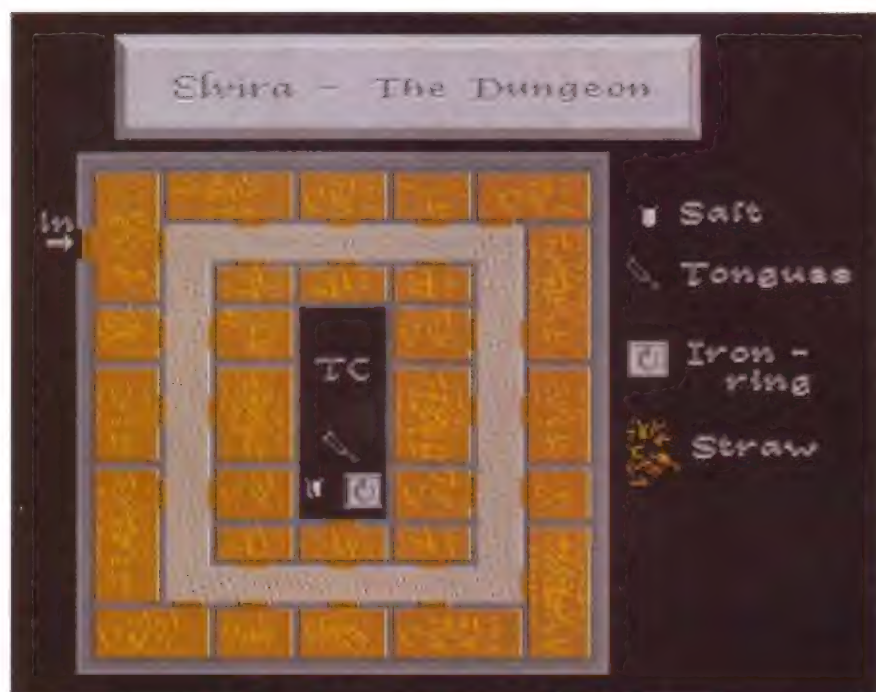 Elvira - The Dungeon
In
Salt
Tongues
Iron-
ring
Straw
TC